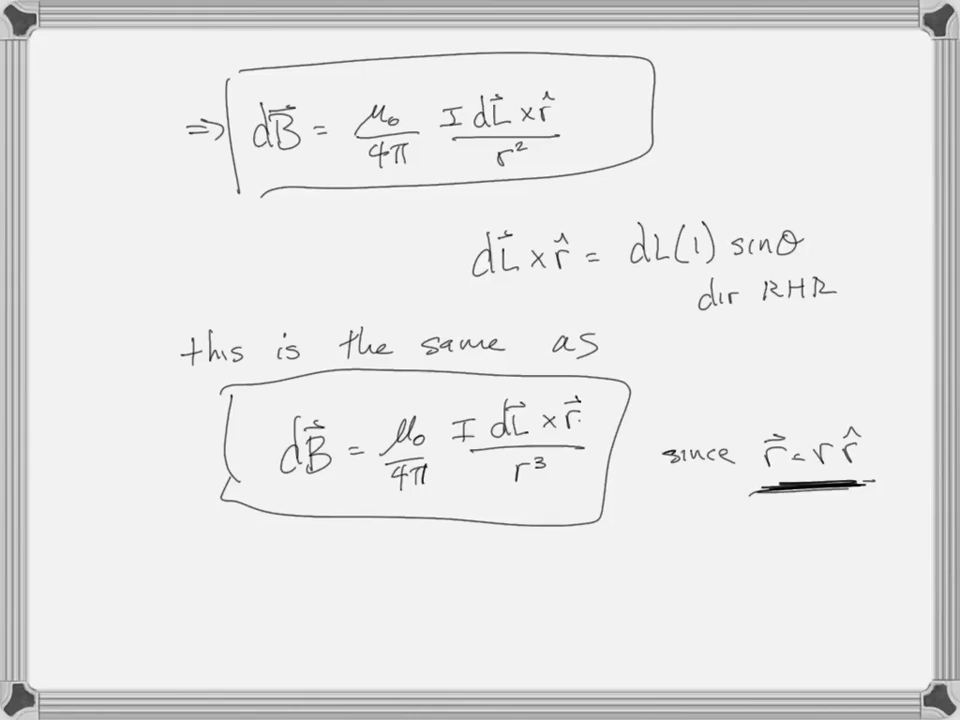 ⇒ dB⃗ = μ₀/4π I dL⃗ × r̂/r²
dL⃗ × r̂ = dL(1) sinθ
dir RHR
this is the same as
dB⃗ = μ₀/4π I dL⃗ × r⃗/r³ since r⃗ = r r̂